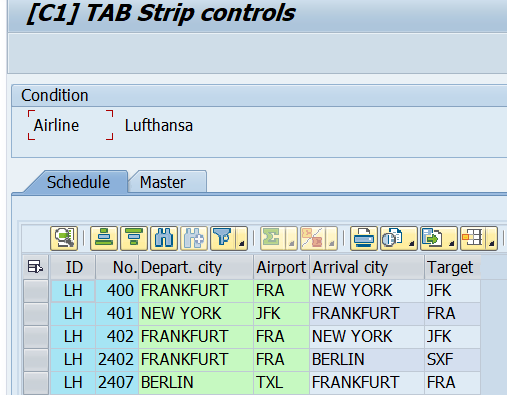 [C1] TAB Strip controls
Condition
Airline Lufthansa
Schedule Master
ID No. Depart. city Airport Arrival city Target
LH 400 FRANKFURT FRA NEW YORK JFK
LH 401 NEW YORK JFK FRANKFURT FRA
LH 402 FRANKFURT FRA NEW YORK JFK
LH 2402 FRANKFURT FRA BERLIN SXF
LH 2407 BERLIN TXL FRANKFURT FRA